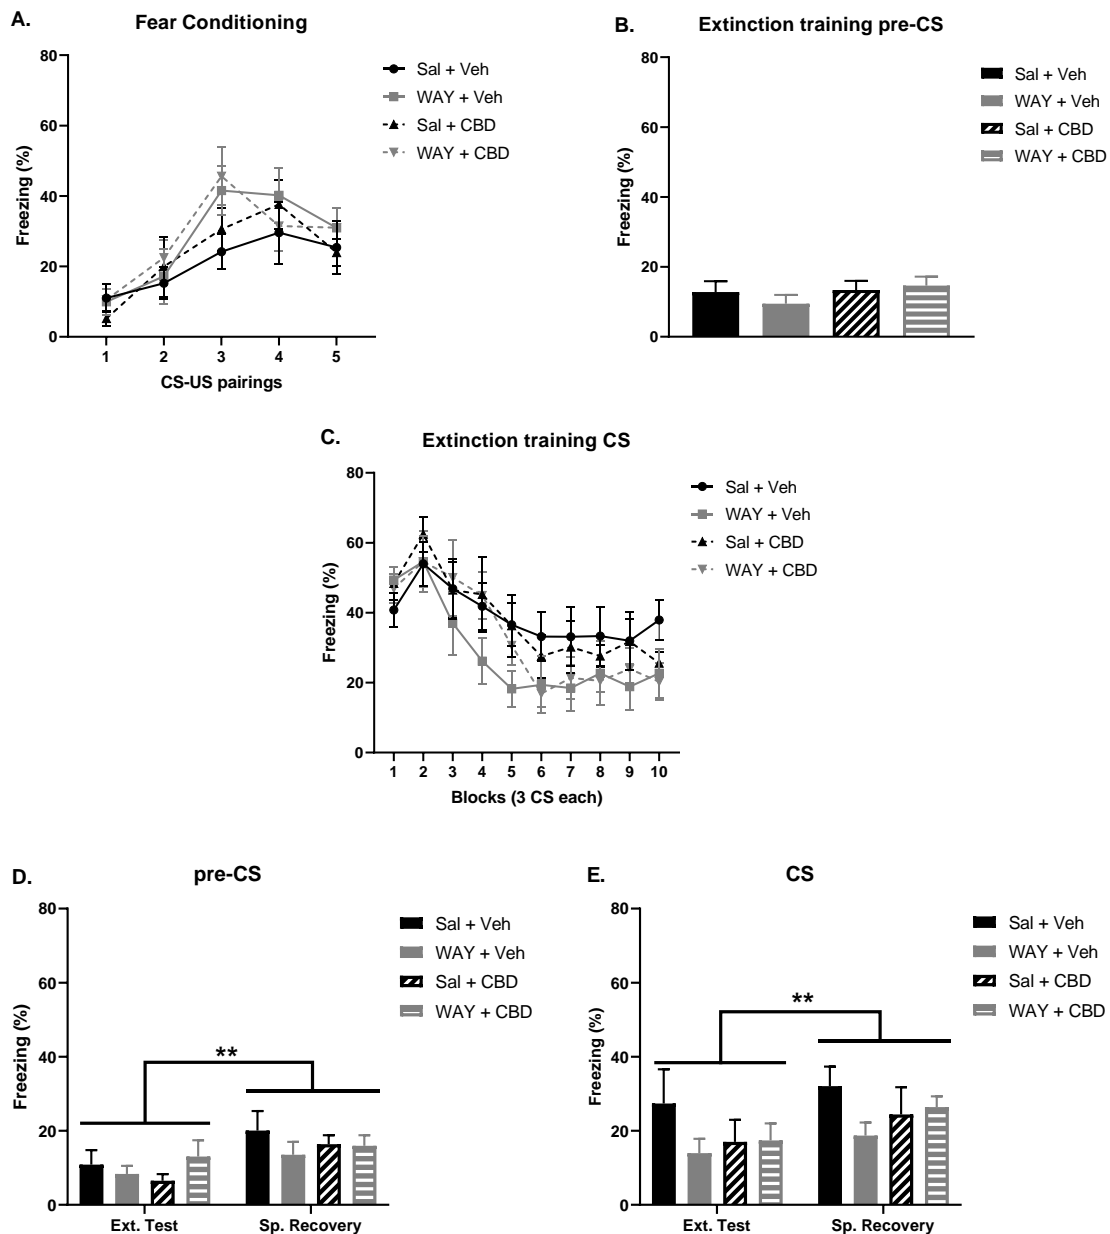 A.
Fear Conditioning
80
60
40
20
0
Freezing (%)
1 2 3 4 5
CS-US pairings
Sal + Veh
WAY + Veh
Sal + CBD
WAY + CBD
B.
Extinction training pre-CS
80
60
40
20
0
Freezing (%)
Sal + Veh
WAY + Veh
Sal + CBD
WAY + CBD
C.
Extinction training CS
80
60
40
20
0
Freezing (%)
1 2 3 4 5 6 7 8 9 10
Blocks (3 CS each)
Sal + Veh
WAY + Veh
Sal + CBD
WAY + CBD
D.
pre-CS
80
60
40
20
0
Freezing (%)
**
Ext. Test Sp. Recovery
Sal + Veh
WAY + Veh
Sal + CBD
WAY + CBD
E.
CS
80
60
40
20
0
Freezing (%)
**
Ext. Test Sp. Recovery
Sal + Veh
WAY + Veh
Sal + CBD
WAY + CBD